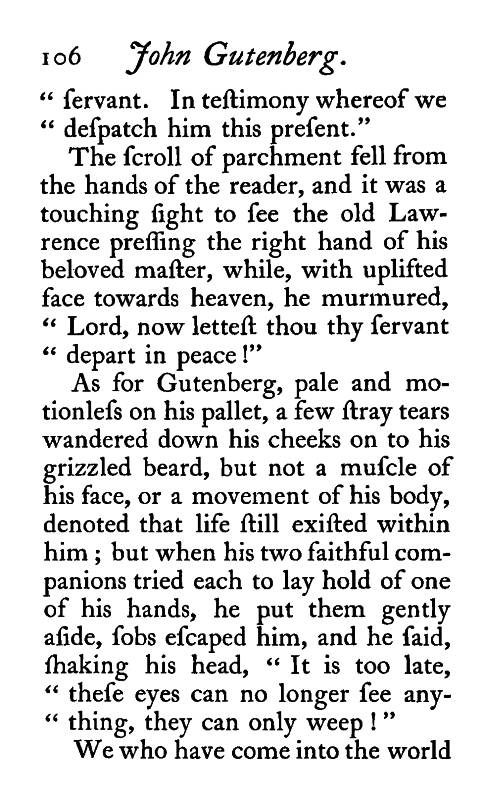 106 John Gutenberg.
“ ſervant. In teſtimony whereof we
“ deſpatch him this preſent.”
The ſcroll of parchment fell from
the hands of the reader, and it was a
touching ſight to ſee the old Law-
rence preſſing the right hand of his
beloved maſter, while, with uplifted
face towards heaven, he murmured,
“ Lord, now letteſt thou thy ſervant
“ depart in peace !”
As for Gutenberg, pale and mo-
tionleſs on his pallet, a few ſtray tears
wandered down his cheeks on to his
grizzled beard, but not a muſcle of
his face, or a movement of his body,
denoted that life ſtill exiſted within
him ; but when his two faithful com-
panions tried each to lay hold of one
of his hands, he put them gently
aſide, ſobs eſcaped him, and he ſaid,
ſhaking his head, “ It is too late,
“ theſe eyes can no longer ſee any-
“ thing, they can only weep ! ”
We who have come into the world